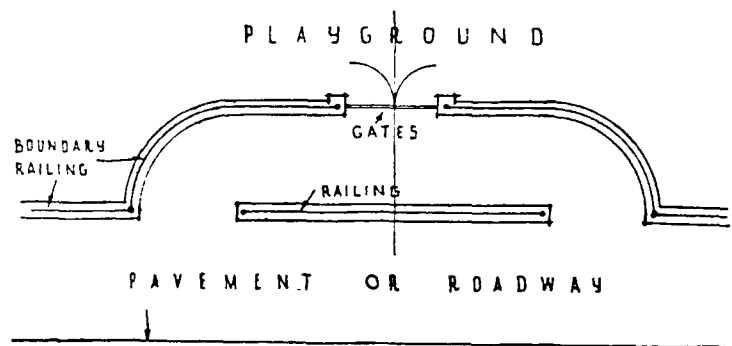 PLAYGROUND
GATES
BOUNDARY
RAILING
RAILING
PAVEMENT OR ROADWAY